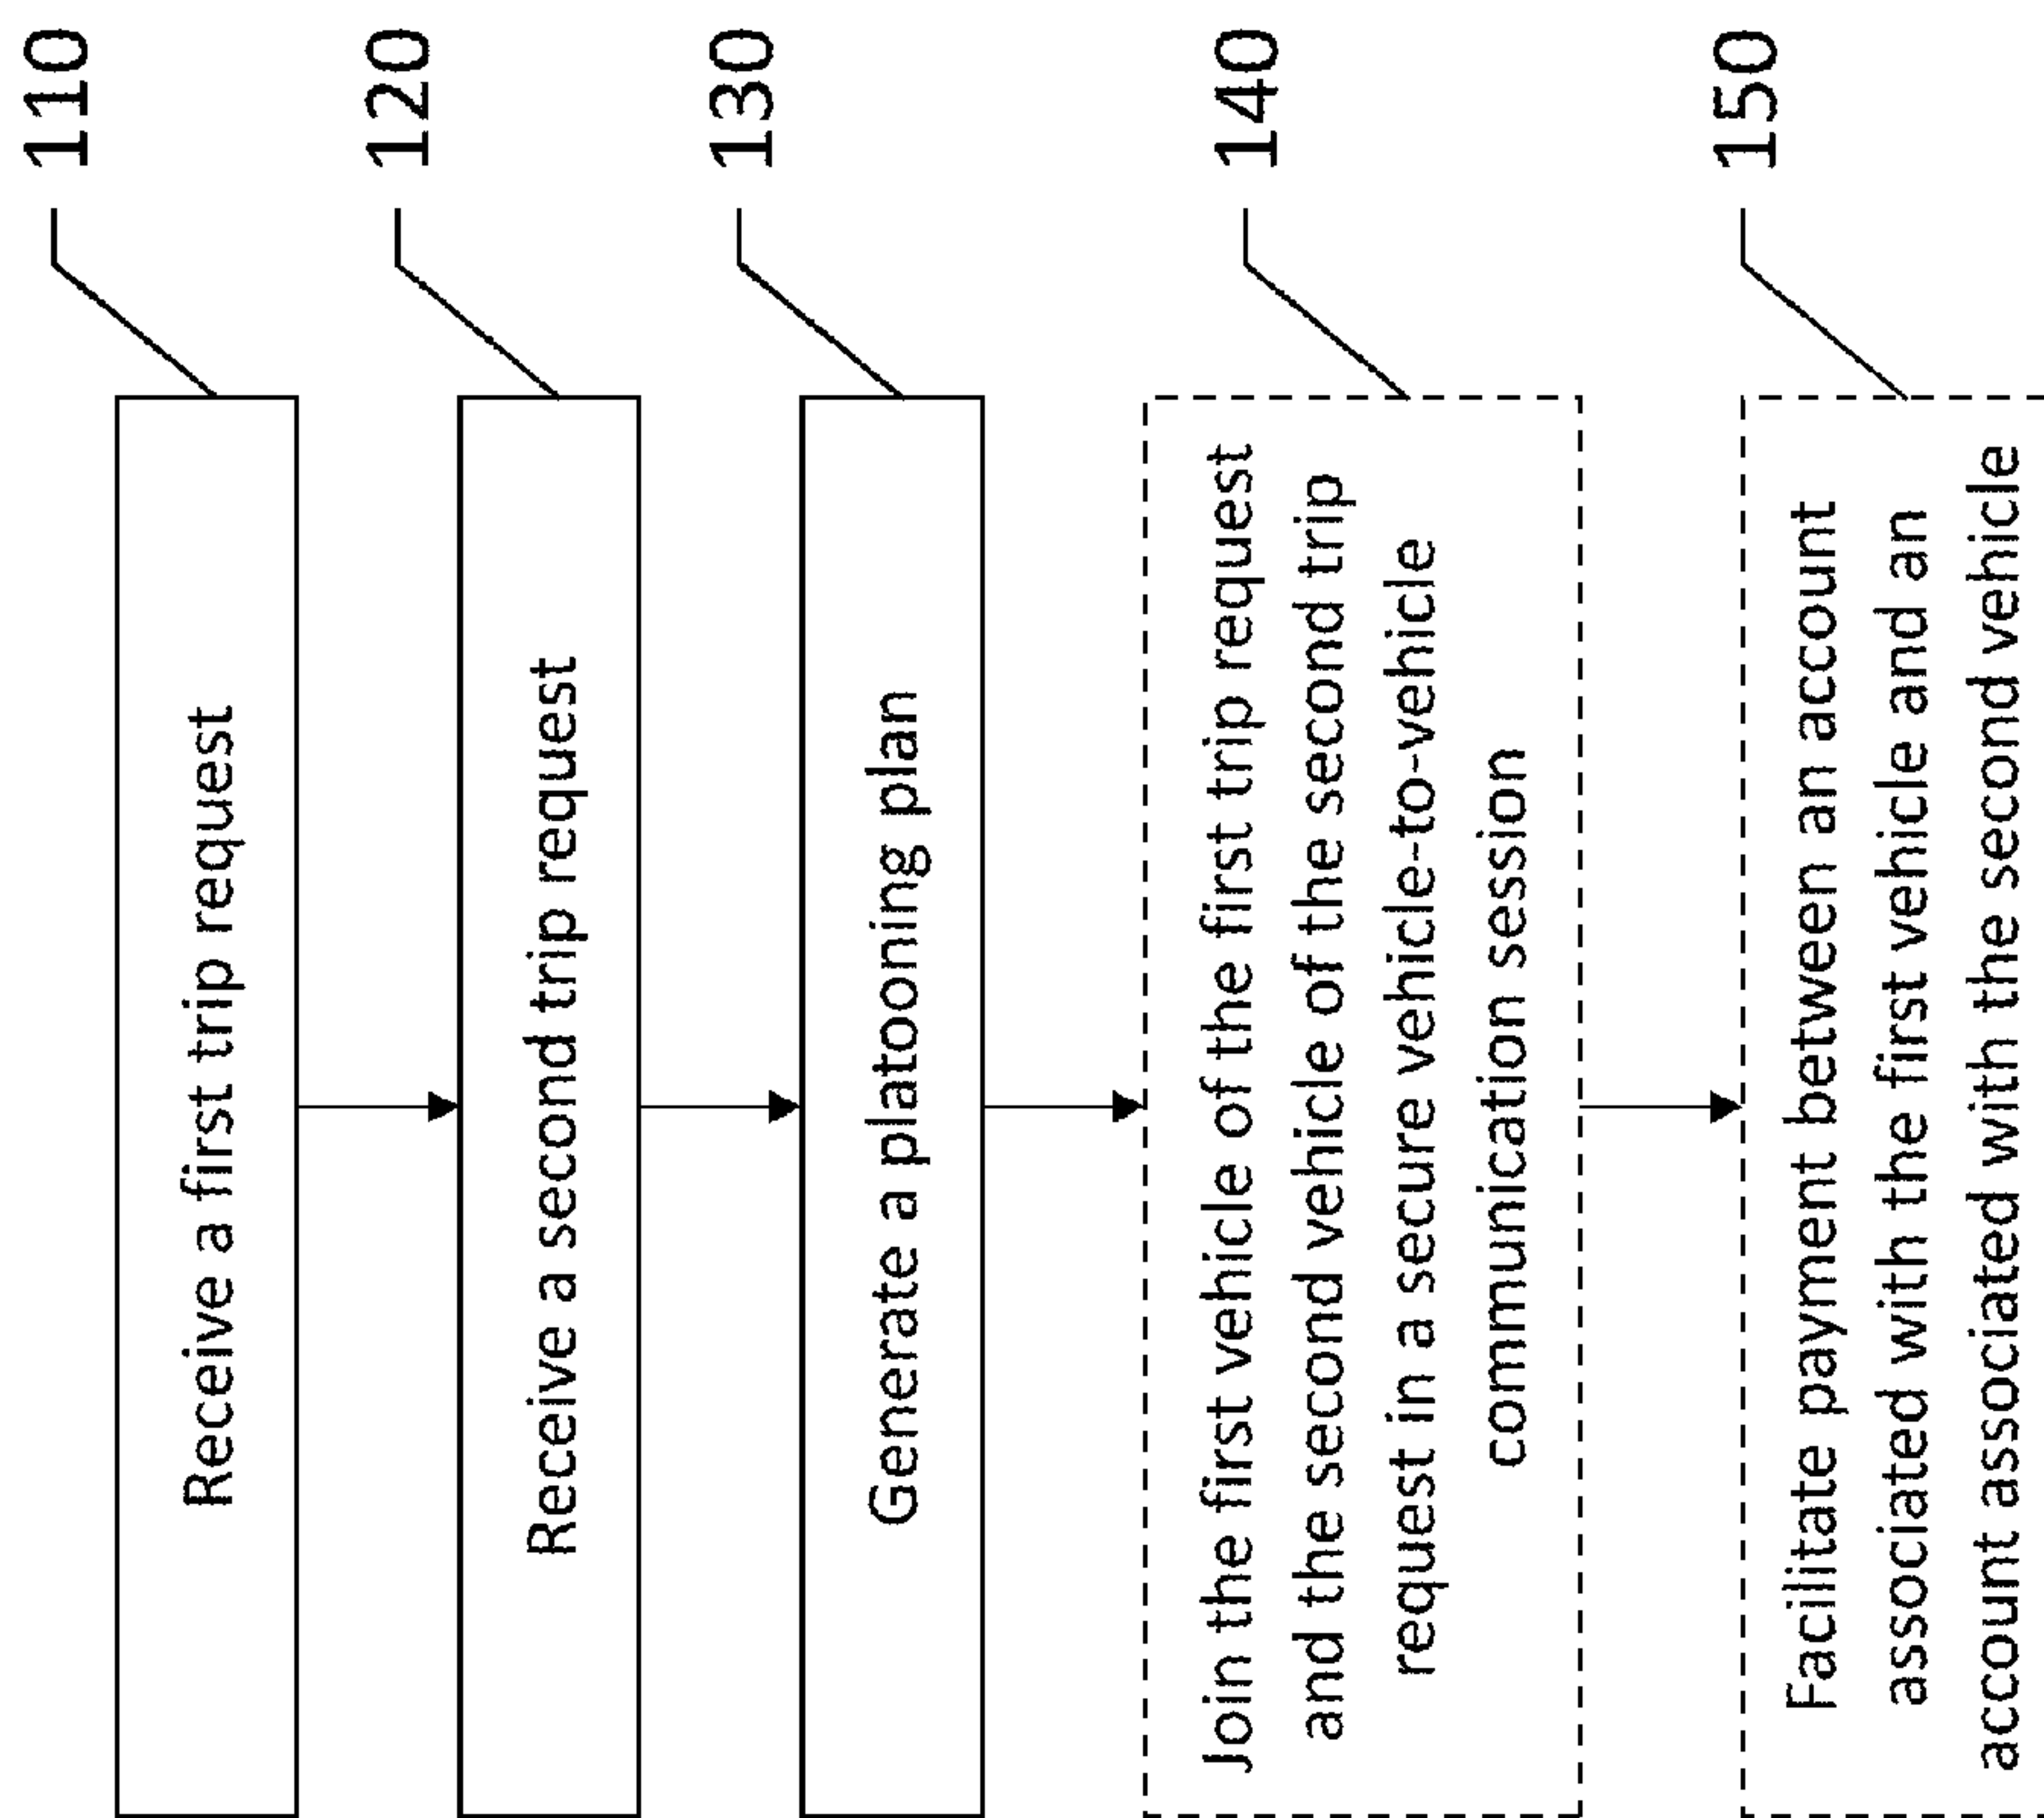 110
Receive a first trip request
120
Receive a second trip request
130
Generate a platooning plan
140
Join the first vehicle of the first trip request
and the second vehicle of the second trip
request in a secure vehicle-to-vehicle
communication session
150
Facilitate payment between an account
associated with the first vehicle and an
account associated with the second vehicle